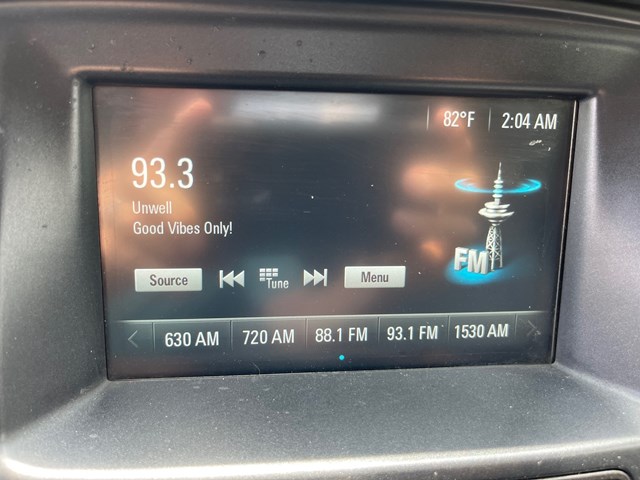 82°F 2:04 AM
93.3
Unwell
Good Vibes Only!
Source Tune Menu
FM
630 AM 720 AM 88.1 FM 93.1 FM 1530 AM